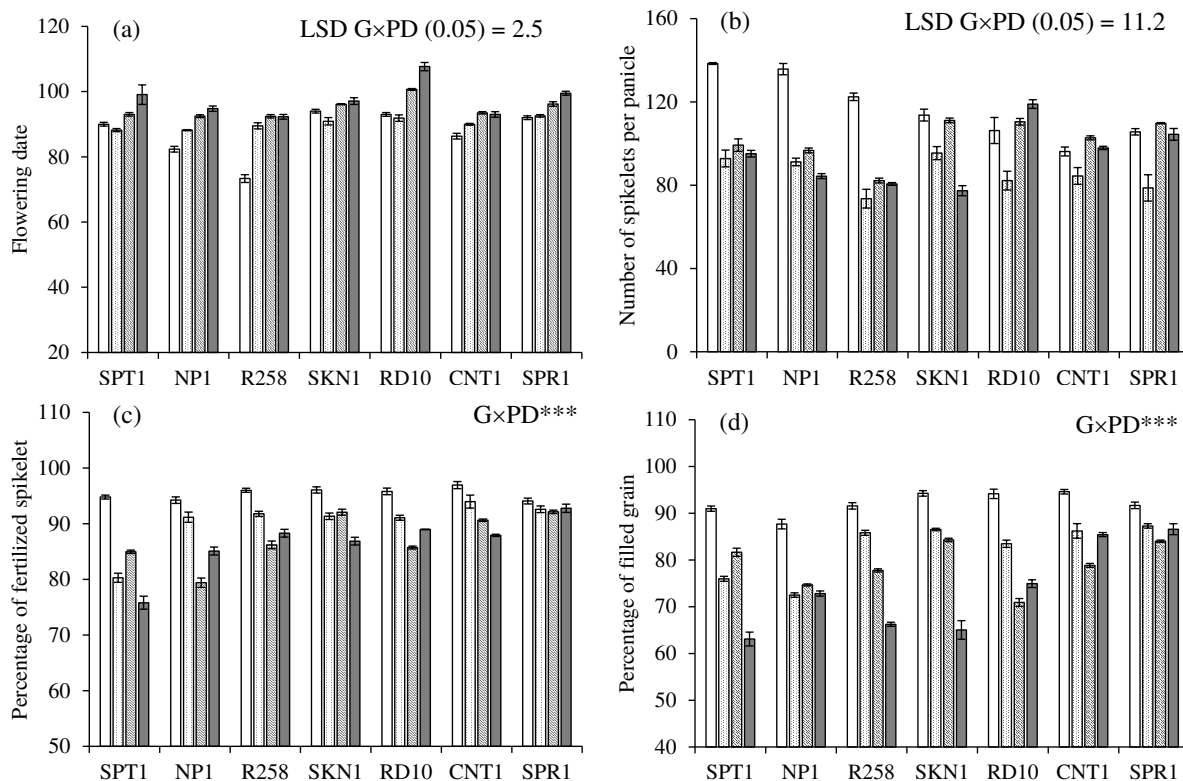 (a) LSD G×PD (0.05) = 2.5
Flowering date
120
100
80
60
40
20
SPT1 NP1 R258 SKN1 RD10 CNT1 SPR1
(b) LSD G×PD (0.05) = 11.2
Number of spikelets per panicle
160
120
80
40
0
SPT1 NP1 R258 SKN1 RD10 CNT1 SPR1
(c) G×PD***
Percentage of fertilized spikelet
110
100
90
80
70
60
50
SPT1 NP1 R258 SKN1 RD10 CNT1 SPR1
(d) G×PD***
Percentage of filled grain
110
100
90
80
70
60
50
40
SPT1 NP1 R258 SKN1 RD10 CNT1 SPR1